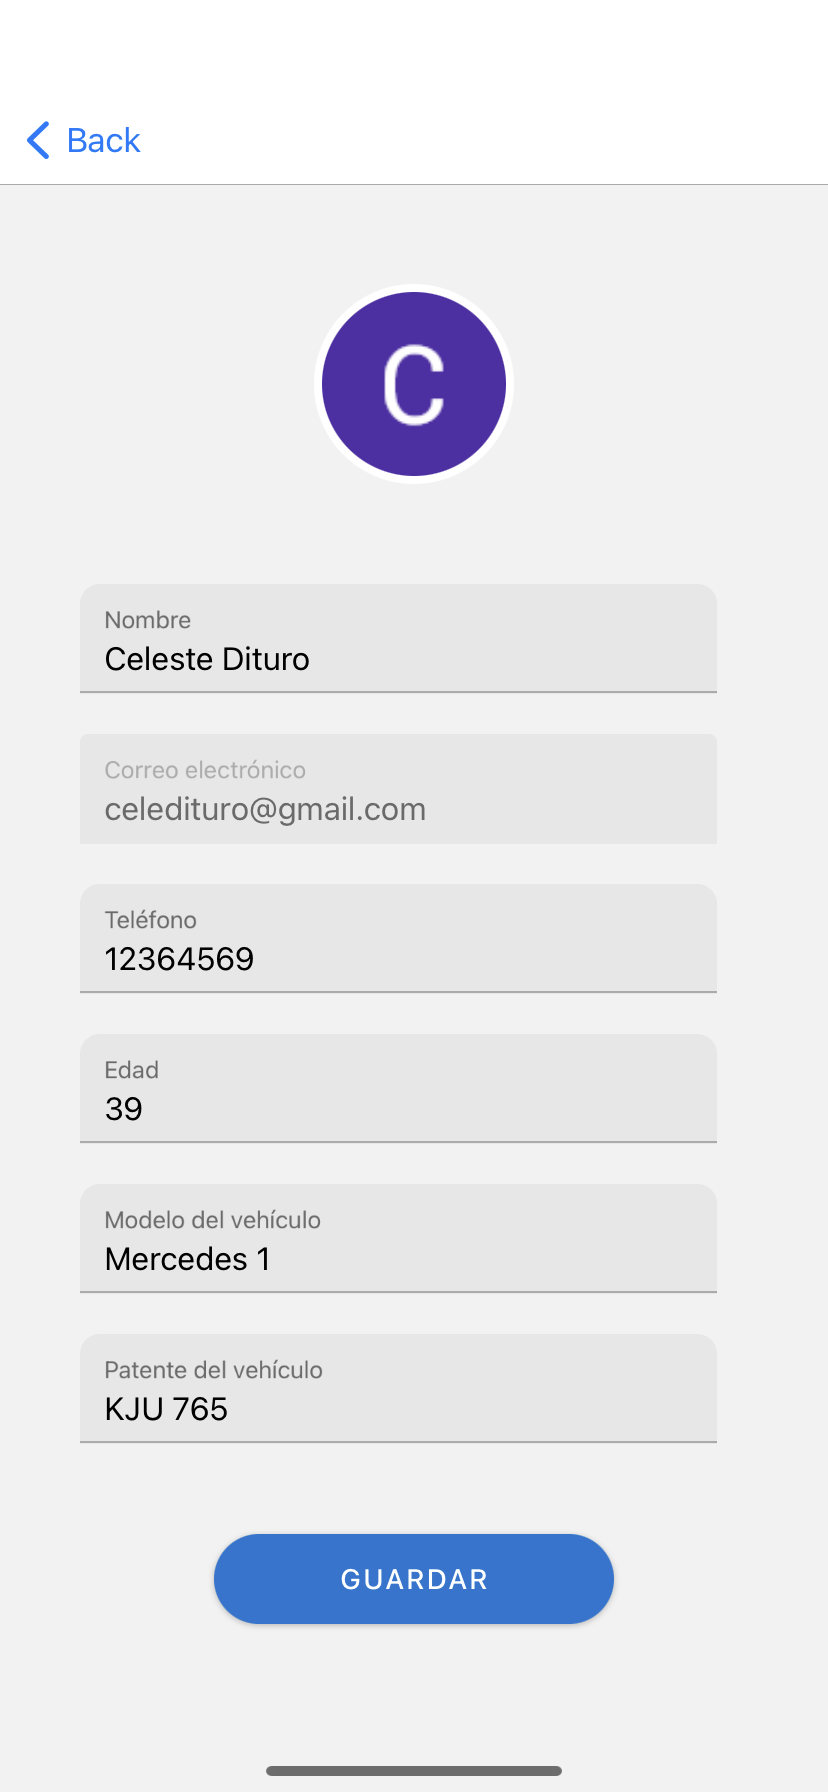 Back
C
Nombre
Celeste Dituro
Correo electrónico
celedituro@gmail.com
Teléfono
12364569
Edad
39
Modelo del vehículo
Mercedes 1
Patente del vehículo
KJU 765
GUARDAR